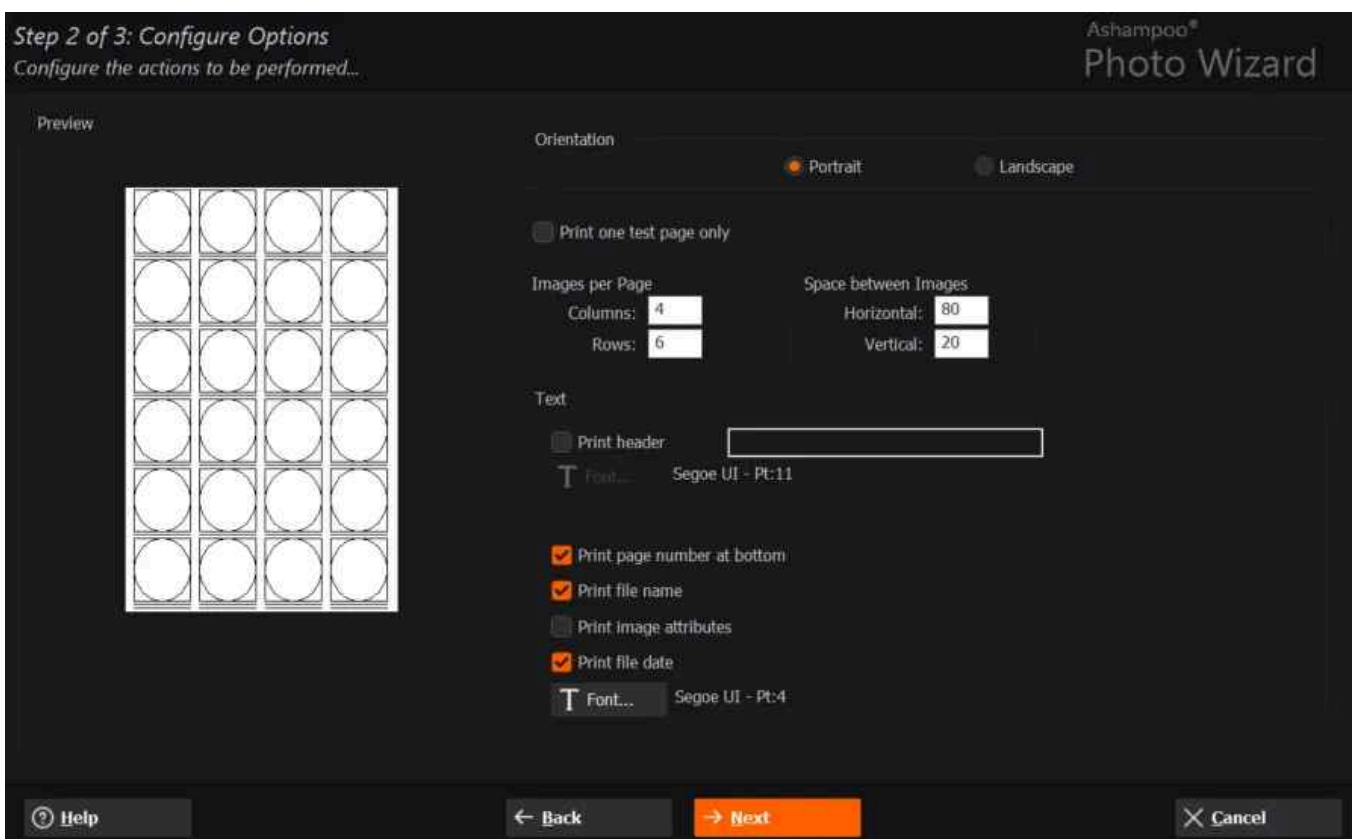 Step 2 of 3: Configure Options
Configure the actions to be performed...
Ashampoo®
Photo Wizard
Preview
Orientation
Portrait
Landscape
Print one test page only
Images per Page
Space between Images
Columns: 4
Horizontal: 80
Rows: 6
Vertical: 20
Text
Print header
Font...
Segoe UI - Pt:11
Print page number at bottom
Print file name
Print image attributes
Print file date
Font...
Segoe UI - Pt:4
Help
Back
Next
Cancel